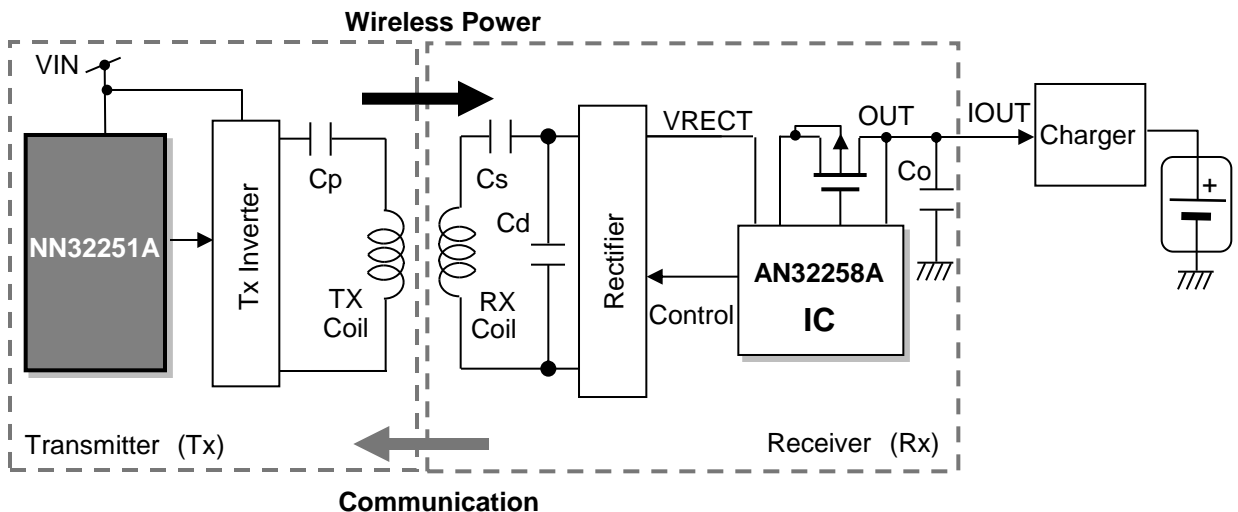 Wireless Power
VIN
NN32251A
Tx Inverter
Cp
TX
Coil
Transmitter (Tx)
Cs
Cd
RX
Coil
Rectifier
VRECT
Control
AN32258A
IC
OUT
Co
IOUT
Charger
+
Receiver (Rx)
Communication